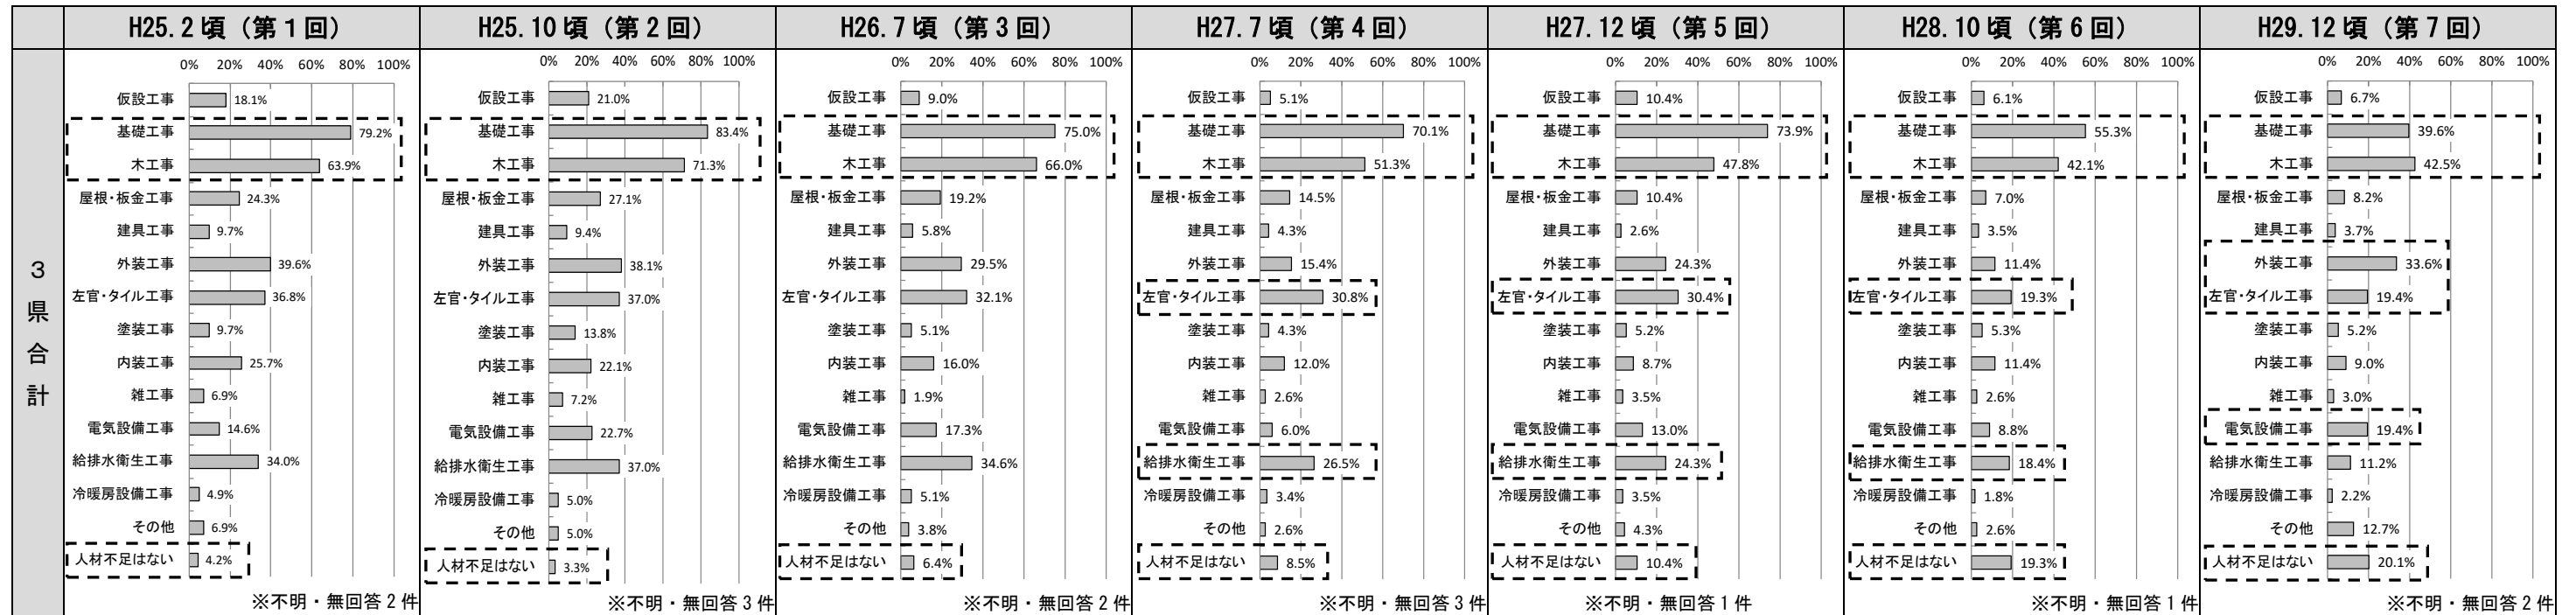 H25.2頃（第1回）
H25.10頃（第2回）
H26.7頃（第3回）
H27.7頃（第4回）
H27.12頃（第5回）
H28.10頃（第6回）
H29.12頃（第7回）
3県合計
0% 20% 40% 60% 80% 100%
仮設工事 18.1%
基礎工事 79.2%
木工事 63.9%
屋根・板金工事 24.3%
建具工事 9.7%
外装工事 39.6%
左官・タイル工事 36.8%
塗装工事 9.7%
内装工事 25.7%
雑工事 6.9%
電気設備工事 14.6%
給排水衛生工事 34.0%
冷暖房設備工事 4.9%
その他 6.9%
人材不足はない 4.2%
※不明・無回答2件
0% 20% 40% 60% 80% 100%
仮設工事 21.0%
基礎工事 83.4%
木工事 71.3%
屋根・板金工事 27.1%
建具工事 9.4%
外装工事 38.1%
左官・タイル工事 37.0%
塗装工事 13.8%
内装工事 22.1%
雑工事 7.2%
電気設備工事 22.7%
給排水衛生工事 37.0%
冷暖房設備工事 5.0%
その他 5.0%
人材不足はない 3.3%
※不明・無回答3件
0% 20% 40% 60% 80% 100%
仮設工事 9.0%
基礎工事 75.0%
木工事 66.0%
屋根・板金工事 19.2%
建具工事 5.8%
外装工事 29.5%
左官・タイル工事 32.1%
塗装工事 5.1%
内装工事 16.0%
雑工事 1.9%
電気設備工事 17.3%
給排水衛生工事 34.6%
冷暖房設備工事 5.1%
その他 3.8%
人材不足はない 6.4%
※不明・無回答2件
0% 20% 40% 60% 80% 100%
仮設工事 5.1%
基礎工事 70.1%
木工事 51.3%
屋根・板金工事 14.5%
建具工事 4.3%
外装工事 15.4%
左官・タイル工事 30.8%
塗装工事 4.3%
内装工事 12.0%
雑工事 2.6%
電気設備工事 6.0%
給排水衛生工事 26.5%
冷暖房設備工事 3.4%
その他 2.6%
人材不足はない 8.5%
※不明・無回答3件
0% 20% 40% 60% 80% 100%
仮設工事 10.4%
基礎工事 73.9%
木工事 47.8%
屋根・板金工事 10.4%
建具工事 2.6%
外装工事 24.3%
左官・タイル工事 30.4%
塗装工事 5.2%
内装工事 8.7%
雑工事 3.5%
電気設備工事 13.0%
給排水衛生工事 24.3%
冷暖房設備工事 3.5%
その他 4.3%
人材不足はない 10.4%
※不明・無回答1件
0% 20% 40% 60% 80% 100%
仮設工事 6.1%
基礎工事 55.3%
木工事 42.1%
屋根・板金工事 7.0%
建具工事 3.5%
外装工事 11.4%
左官・タイル工事 19.3%
塗装工事 5.3%
内装工事 11.4%
雑工事 2.6%
電気設備工事 8.8%
給排水衛生工事 18.4%
冷暖房設備工事 1.8%
その他 2.6%
人材不足はない 19.3%
※不明・無回答1件
0% 20% 40% 60% 80% 100%
仮設工事 6.7%
基礎工事 39.6%
木工事 42.5%
屋根・板金工事 8.2%
建具工事 3.7%
外装工事 33.6%
左官・タイル工事 19.4%
塗装工事 5.2%
内装工事 9.0%
雑工事 3.0%
電気設備工事 19.4%
給排水衛生工事 11.2%
冷暖房設備工事 2.2%
その他 12.7%
人材不足はない 20.1%
※不明・無回答2件